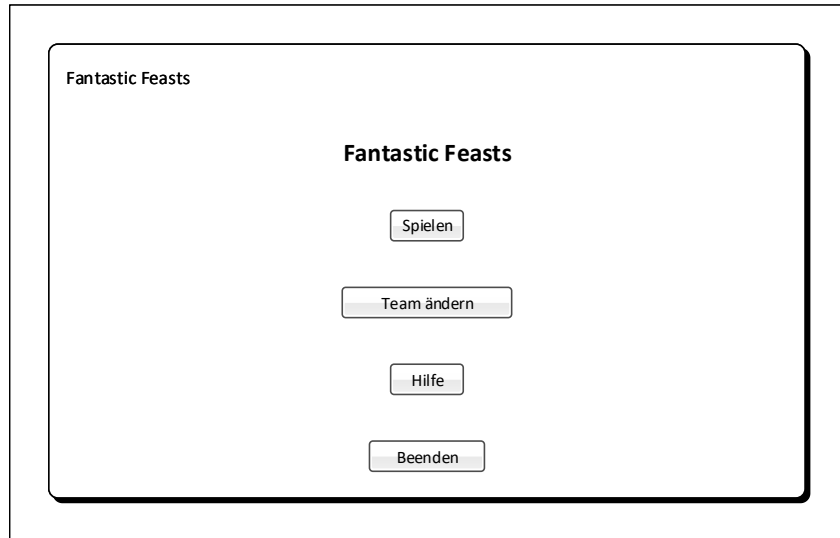 Fantastic Feasts
Fantastic Feasts
Spielen
Team ändern
Hilfe
Beenden